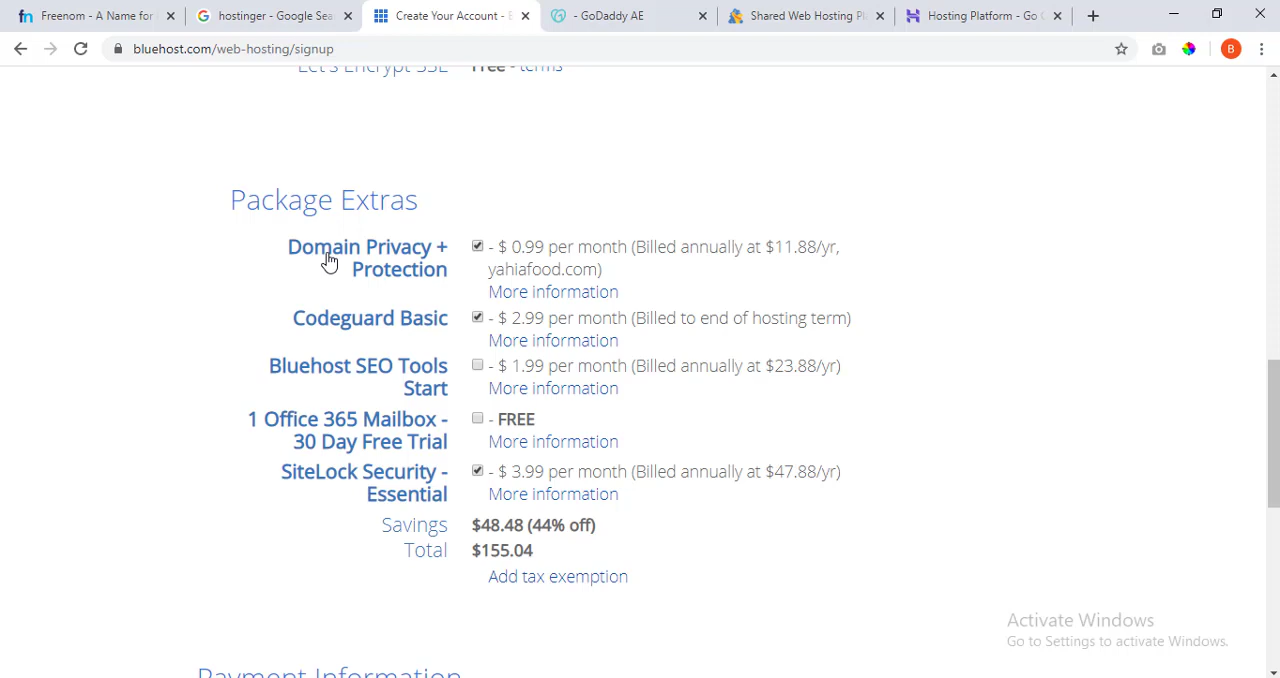 Freenom - A Name for
hostinger - Google Sea
Create Your Account - B
- GoDaddy AE
Shared Web Hosting Pl
Hosting Platform - Go O
bluehost.com/web-hosting/signup
B
Let's Encrypt SSL
Free - terms
Package Extras
Domain Privacy +
Protection
- $ 0.99 per month (Billed annually at $11.88/yr,
yahiafood.com)
More information
Codeguard Basic
- $ 2.99 per month (Billed to end of hosting term)
More information
Bluehost SEO Tools
Start
- $ 1.99 per month (Billed annually at $23.88/yr)
More information
1 Office 365 Mailbox -
30 Day Free Trial
- FREE
More information
SiteLock Security -
Essential
- $ 3.99 per month (Billed annually at $47.88/yr)
More information
Savings
$48.48 (44% off)
Total
$155.04
Add tax exemption
Activate Windows
Go to Settings to activate Windows.
Payment Information